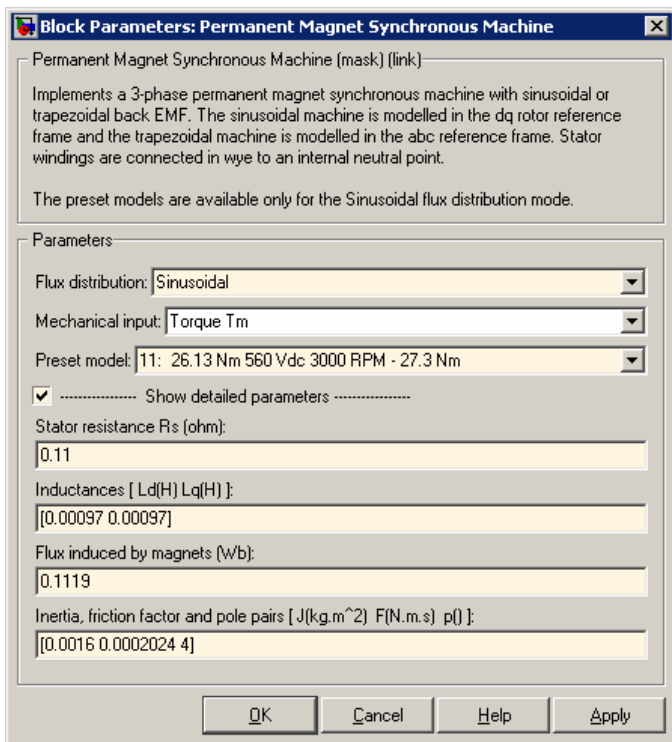 Block Parameters: Permanent Magnet Synchronous Machine
Permanent Magnet Synchronous Machine (mask) (link)
Implements a 3-phase permanent magnet synchronous machine with sinusoidal or
trapezoidal back EMF. The sinusoidal machine is modelled in the dq rotor reference
frame and the trapezoidal machine is modelled in the abc reference frame. Stator
windings are connected in wye to an internal neutral point.
The preset models are available only for the Sinusoidal flux distribution mode.
Parameters
Flux distribution: Sinusoidal
Mechanical input: Torque Tm
Preset model: 11: 26.13 Nm 560 Vdc 3000 RPM - 27.3 Nm
---------------- Show detailed parameters ----------------
Stator resistance Rs (ohm):
0.11
Inductances [ Ld(H) Lq(H) ]:
[0.00097 0.00097]
Flux induced by magnets (Wb):
0.1119
Inertia, friction factor and pole pairs [ J(kg.m^2)  F(N.m.s)  p() ]:
[0.0016 0.0002024 4]
OK Cancel Help Apply